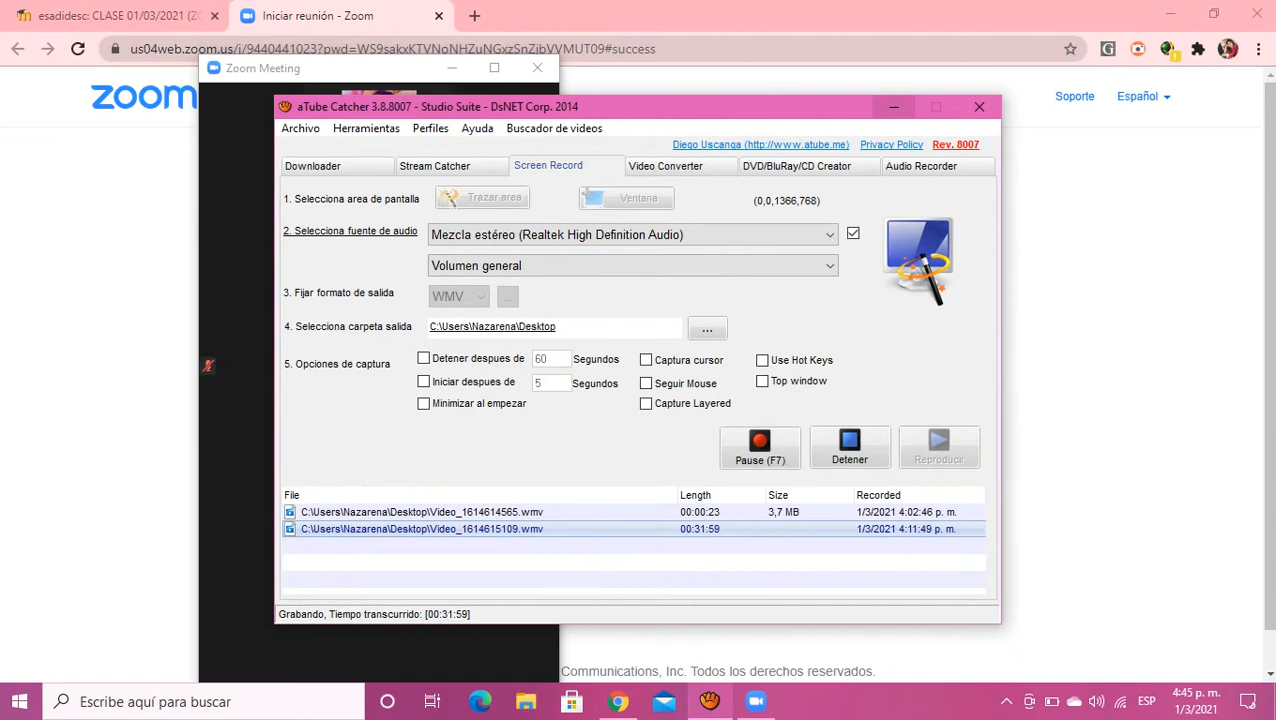 esadidesc: CLASE 01/03/2021 (ZO
Iniciar reunión - Zoom
us04web.zoom.us/j/9440441023?pwd=WS9sakxKTVNoNHZuNGxzSnZjbVVMUT09#success
Zoom Meeting
zoom
Soporte
Español
aTube Catcher 3.8.8007 - Studio Suite - DsNET Corp. 2014
Archivo Herramientas Perfiles Ayuda Buscador de videos
Diego Uscanga (http://www.atube.me) Privacy Policy Rev. 8007
Downloader Stream Catcher Screen Record Video Converter DVD/BluRay/CD Creator Audio Recorder
1. Selecciona area de pantalla Trazar area Ventana (0,0,1366,768)
2. Selecciona fuente de audio Mezcla estéreo (Realtek High Definition Audio)
Volumen general
3. Fijar formato de salida WMV ...
4. Selecciona carpeta salida C:\Users\Nazarena\Desktop ...
5. Opciones de captura Detener despues de 60 Segundos Captura cursor Use Hot Keys
Iniciar despues de 5 Segundos Seguir Mouse Top window
Minimizar al empezar Capture Layered
Pause (F7) Detener Reproducir
File Length Size Recorded
C:\Users\Nazarena\Desktop\Video_1614614565.wmv 00:00:23 3,7 MB 1/3/2021 4:02:46 p. m.
C:\Users\Nazarena\Desktop\Video_1614615109.wmv 00:31:59 1/3/2021 4:11:49 p. m.
Grabando, Tiempo transcurrido: [00:31:59]
Communications, Inc. Todos los derechos reservados.
Escribe aquí para buscar
ESP
4:45 p. m.
1/3/2021